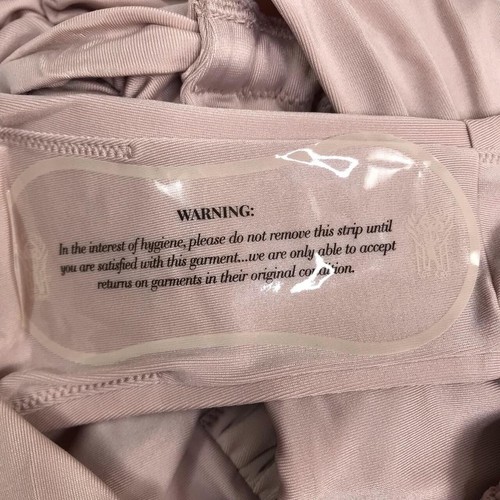 WARNING:
In the interest of hygiene, please do not remove this strip until
you are satisfied with this garment...we are only able to accept
returns on garments in their original condition.